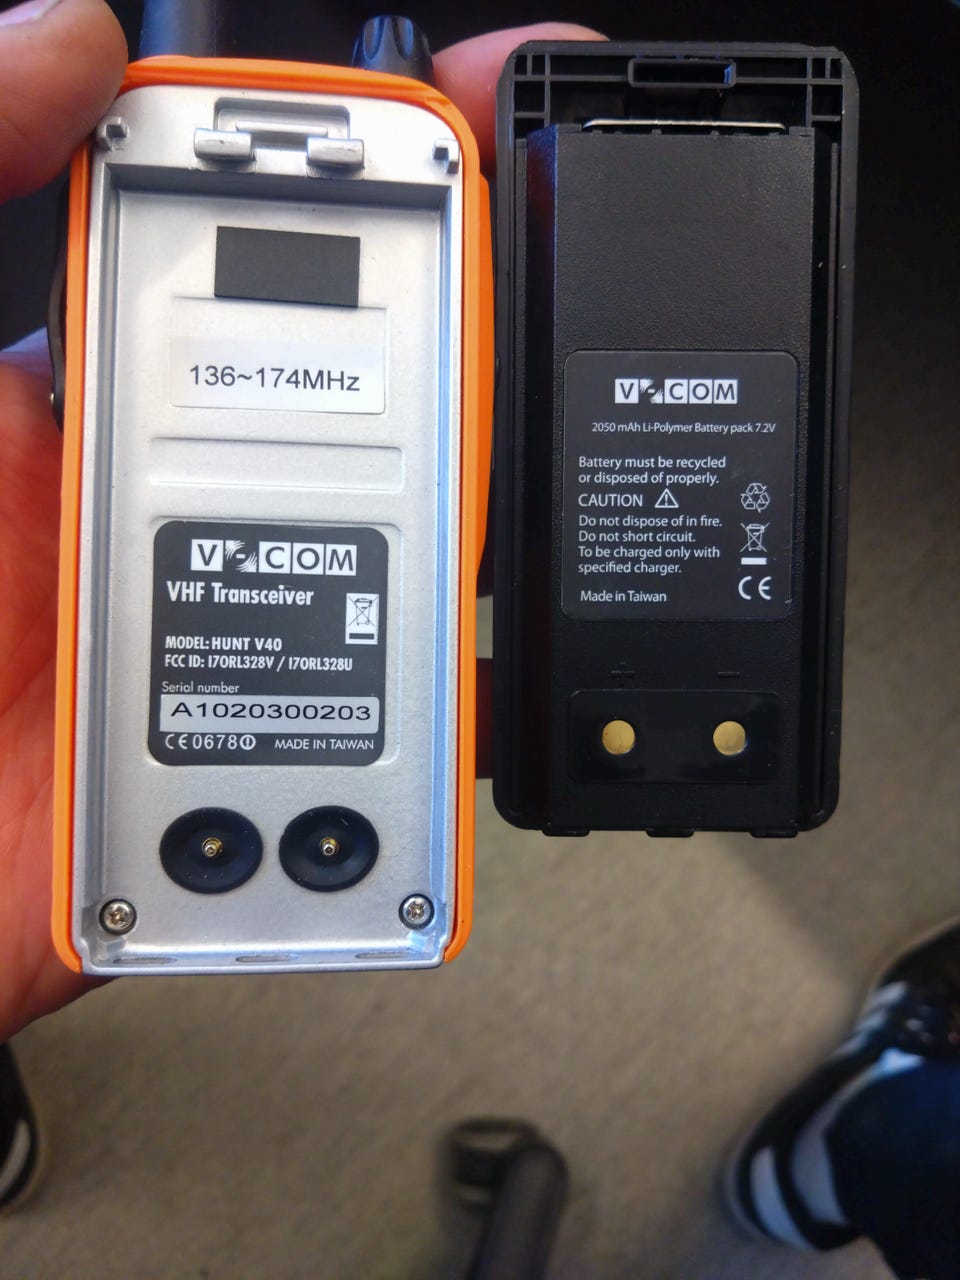 136~174MHz
V-COM
VHF Transceiver
MODEL: HUNT V40
FCC ID: I7ORL328V / I7ORL328U
Serial number
A1020300203
CE 0678
MADE IN TAIWAN
V-COM
2050 mAh Li-Polymer Battery pack 7.2V
Battery must be recycled
or disposed of properly.
CAUTION
Do not dispose of in fire.
Do not short circuit.
To be charged only with
specified charger.
CE
Made in Taiwan
+ −